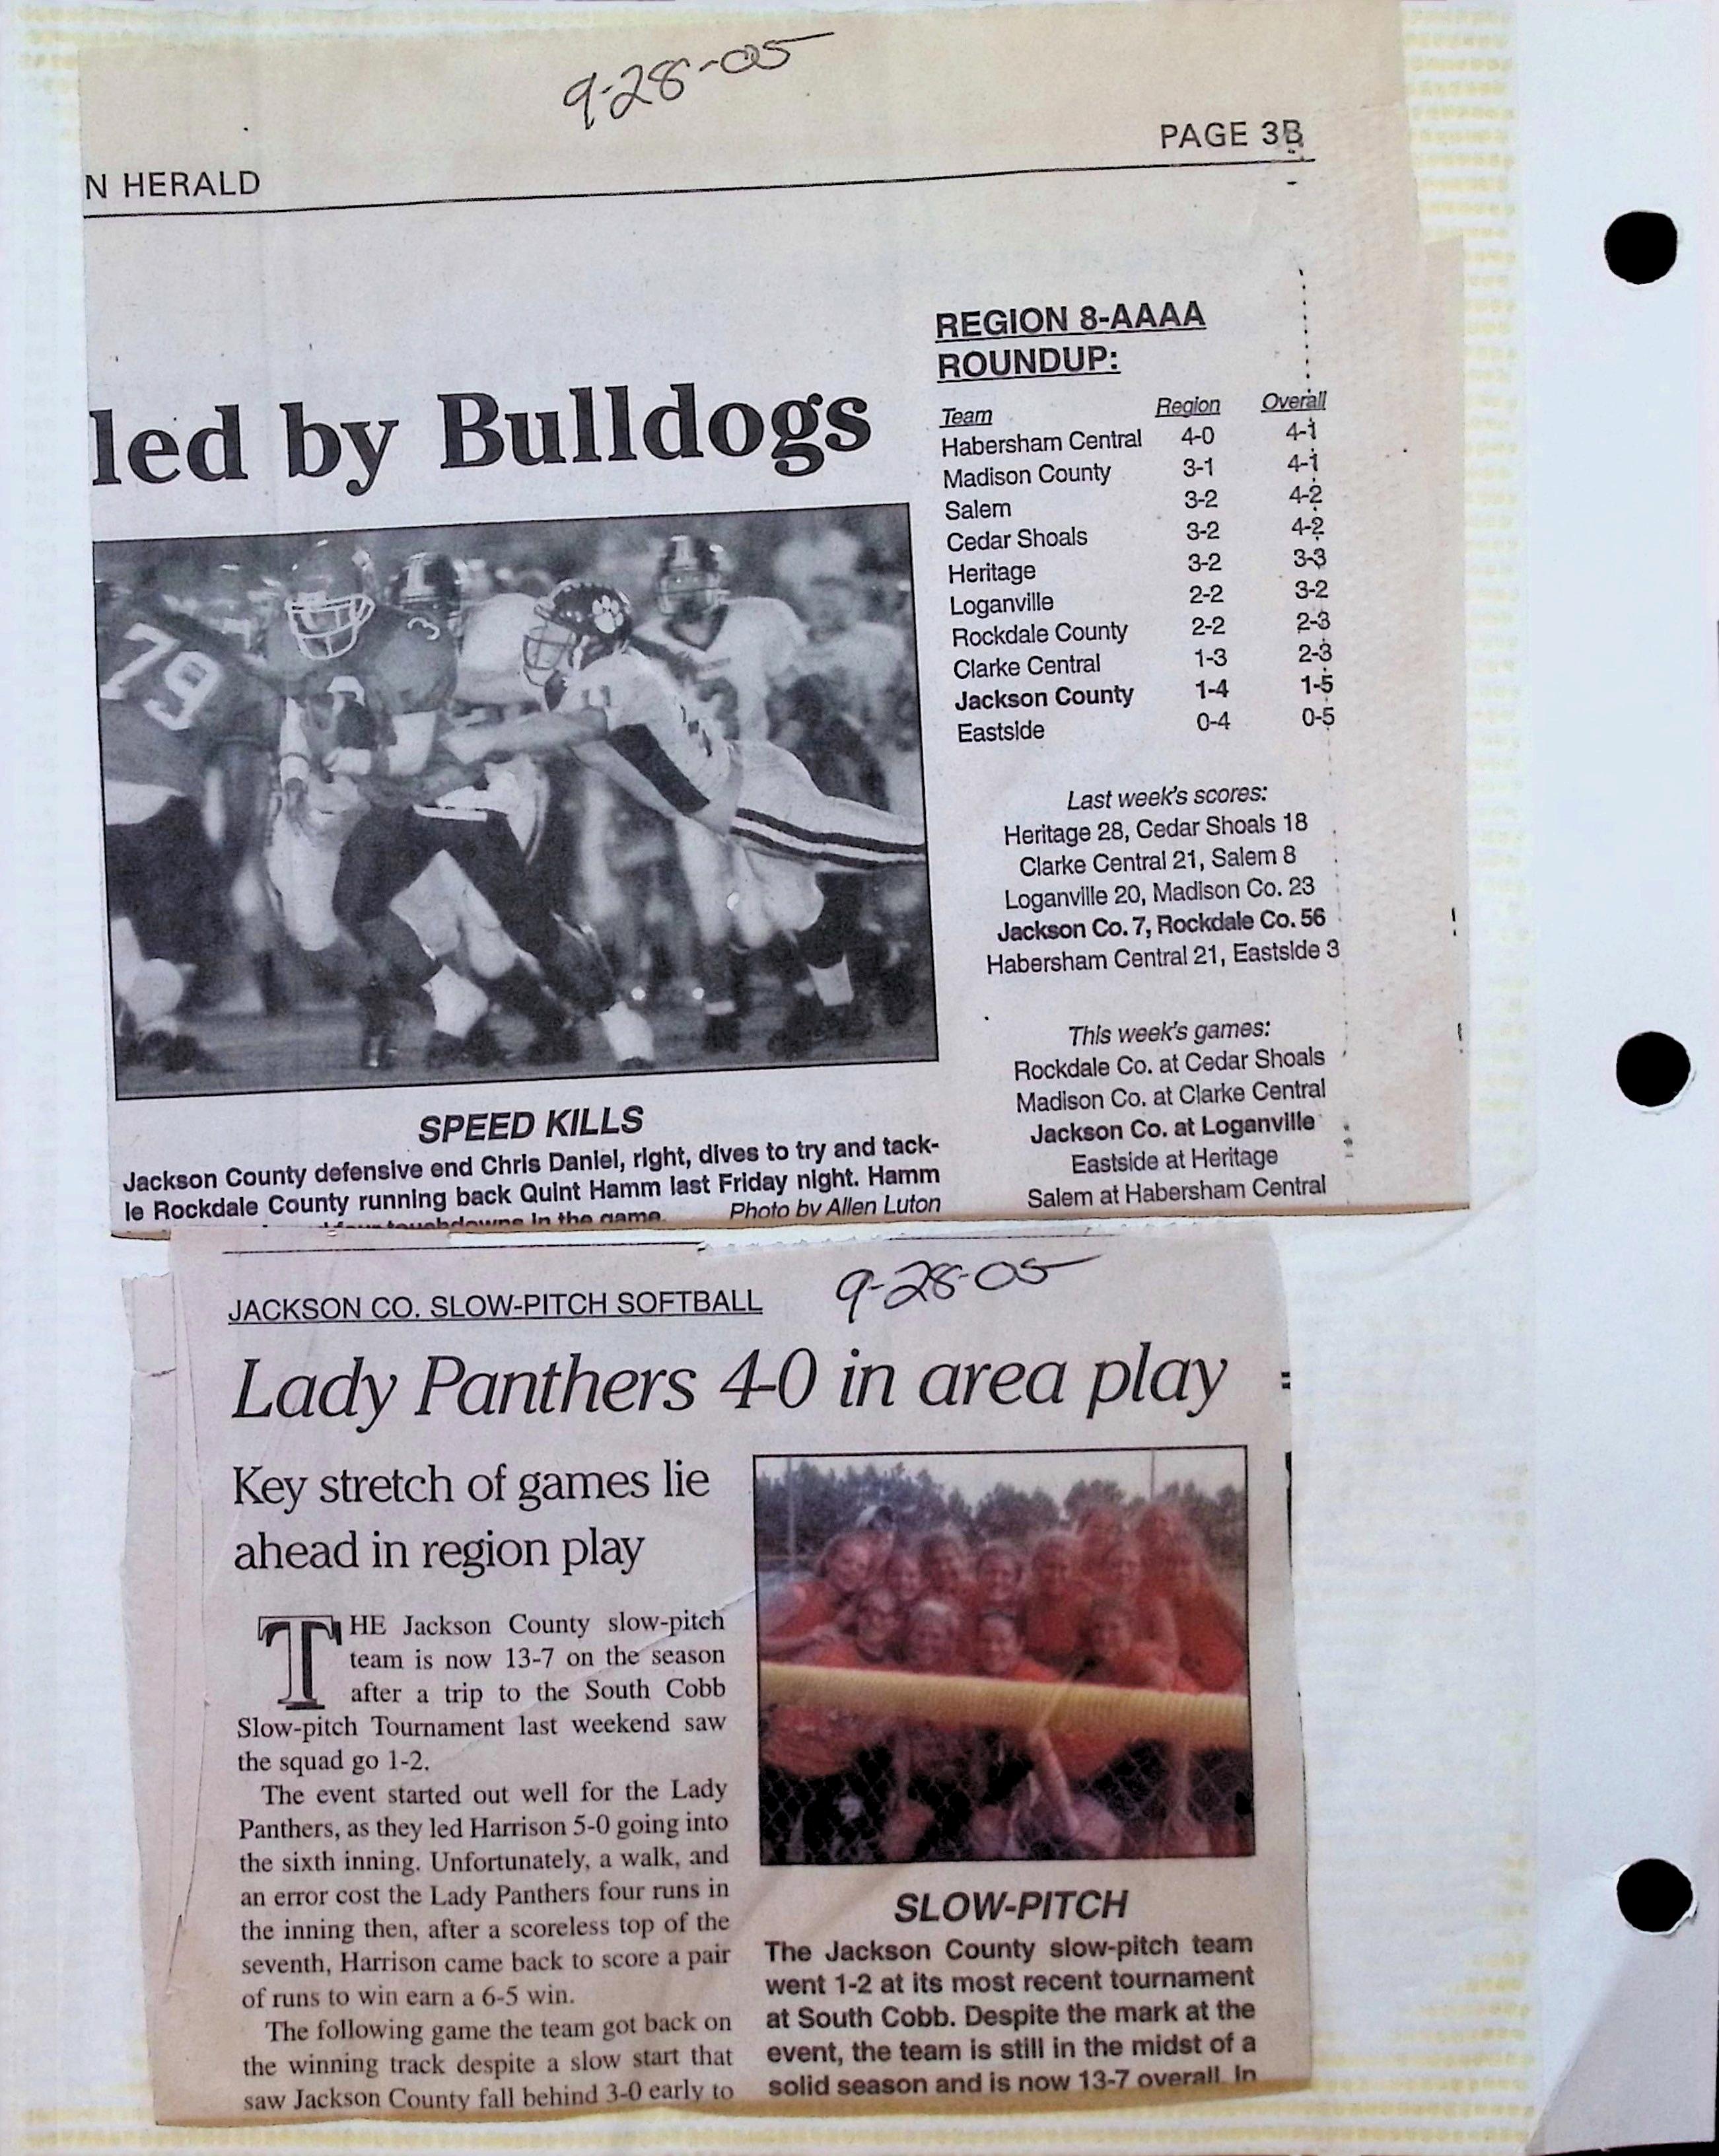 9-28-05
N HERALD
PAGE 3B
led by Bulldogs
79
3
SPEED KILLS
Jackson County defensive end Chris Daniel, right, dives to try and tack-
le Rockdale County running back Quint Hamm last Friday night. Hamm
four touchdowns in the game.
Photo by Allen Luton
REGION 8-AAAA
ROUNDUP:
Team Region Overall
Habersham Central 4-0 4-1
Madison County 3-1 4-1
Salem 3-2 4-2
Cedar Shoals 3-2 4-2
Heritage 3-2 3-3
Loganville 2-2 3-2
Rockdale County 2-2 2-3
Clarke Central 1-3 2-3
Jackson County 1-4 1-5
Eastside 0-4 0-5
Last week's scores:
Heritage 28, Cedar Shoals 18
Clarke Central 21, Salem 8
Loganville 20, Madison Co. 23
Jackson Co. 7, Rockdale Co. 56
Habersham Central 21, Eastside 3
This week's games:
Rockdale Co. at Cedar Shoals
Madison Co. at Clarke Central
Jackson Co. at Loganville
Eastside at Heritage
Salem at Habersham Central
JACKSON CO. SLOW-PITCH SOFTBALL
9-28-05
Lady Panthers 4-0 in area play
Key stretch of games lie
ahead in region play
THE Jackson County slow-pitch
team is now 13-7 on the season
after a trip to the South Cobb
Slow-pitch Tournament last weekend saw
the squad go 1-2.
The event started out well for the Lady
Panthers, as they led Harrison 5-0 going into
the sixth inning. Unfortunately, a walk, and
an error cost the Lady Panthers four runs in
the inning then, after a scoreless top of the
seventh, Harrison came back to score a pair
of runs to win earn a 6-5 win.
The following game the team got back on
the winning track despite a slow start that
saw Jackson County fall behind 3-0 early to
SLOW-PITCH
The Jackson County slow-pitch team
went 1-2 at its most recent tournament
at South Cobb. Despite the mark at the
event, the team is still in the midst of a
solid season and is now 13-7 overall. In